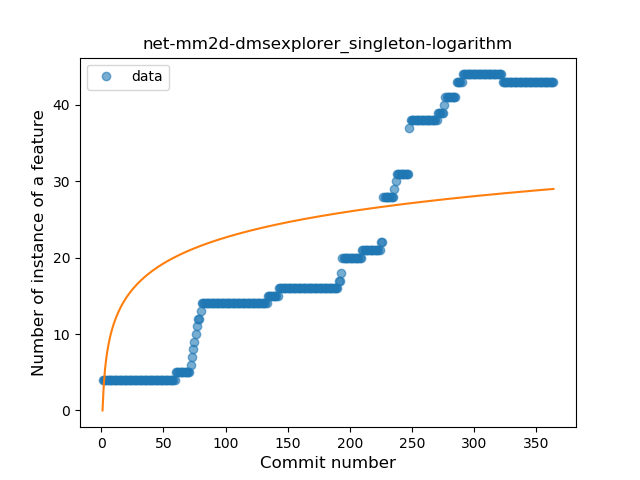 net-mm2d-dmsexplorer_singleton-logarithm
data
Number of instance of a feature
40
30
20
10
0
0 50 100 150 200 250 300 350
Commit number